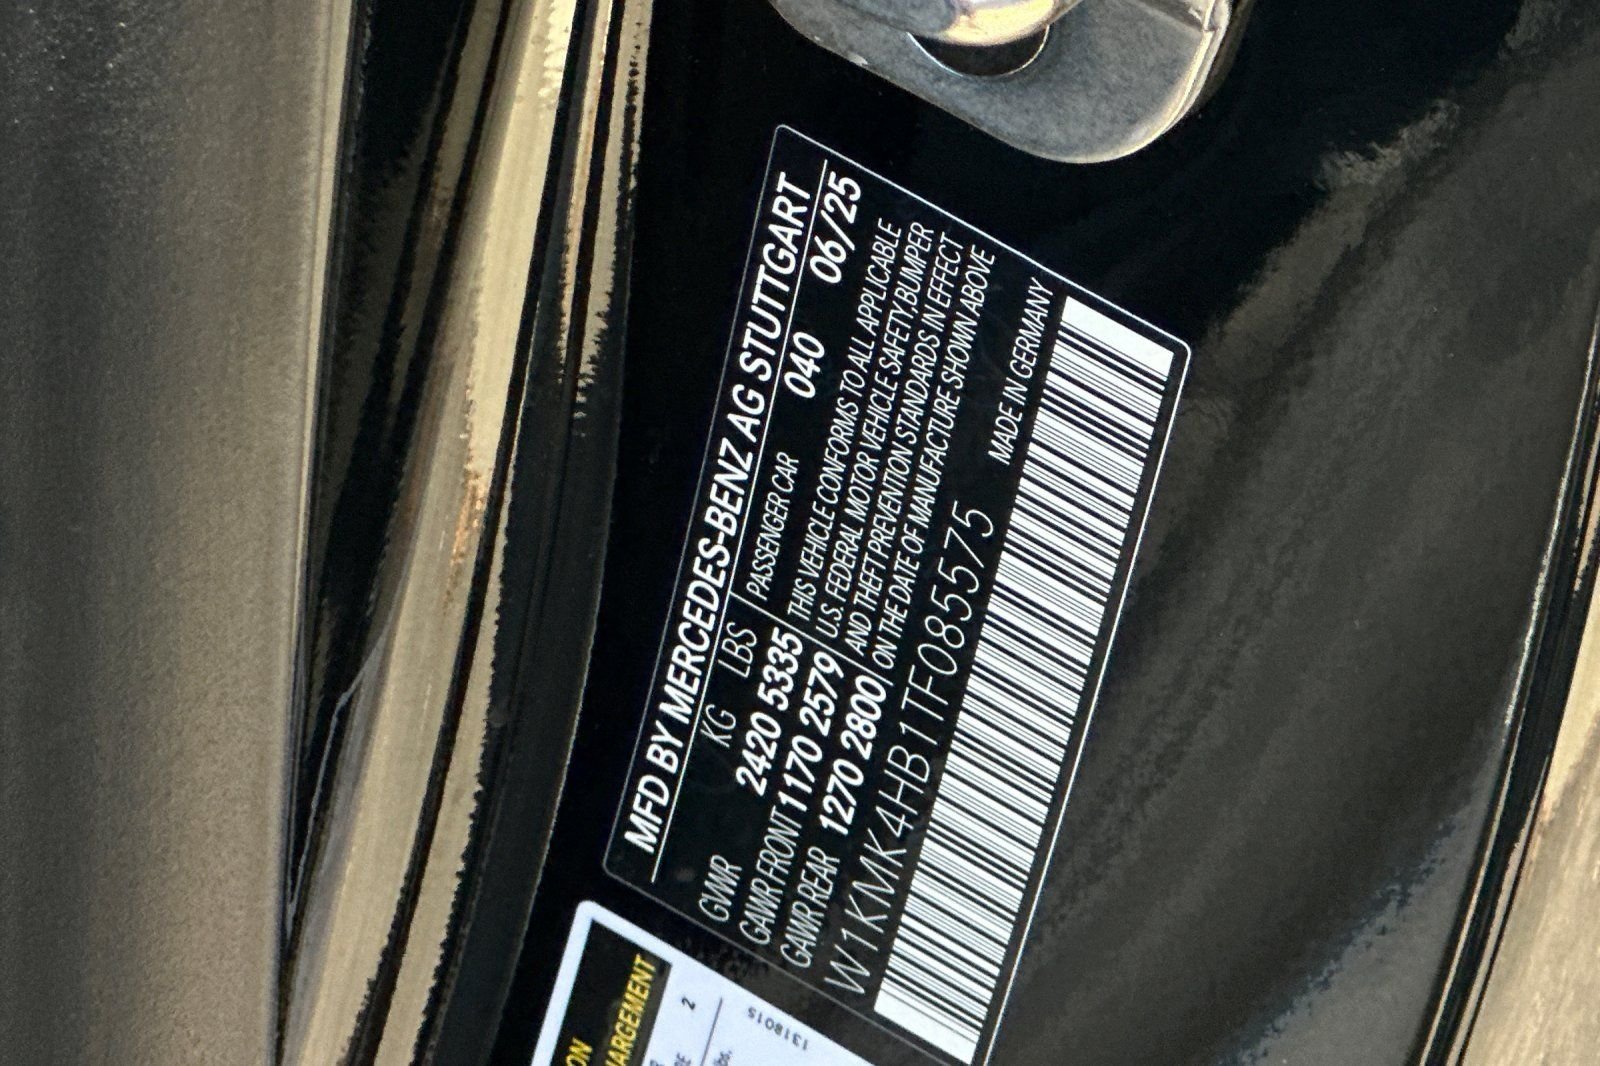 MFD BY MERCEDES-BENZ AG STUTTGART
KG LBS PASSENGER CAR 040 06/25
GVWR 2420 5335
GAWR FRONT 1170 2579
GAWR REAR 1270 2800
THIS VEHICLE CONFORMS TO ALL APPLICABLE
U.S. FEDERAL MOTOR VEHICLE SAFETY, BUMPER
AND THEFT PREVENTION STANDARDS IN EFFECT
ON THE DATE OF MANUFACTURE SHOWN ABOVE
W1KMK4HB1TF085575 MADE IN GERMANY
2
131801S